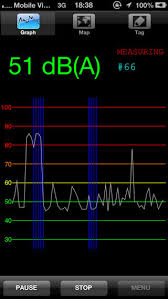 Mobile Vi... 3G 18:38 63%
Graph Map Tag
MEASURING
51 dB(A) #66
100
90
80
70
60
50
30
PAUSE STOP MENU